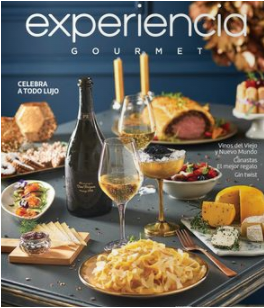 experiencia
GOURMET
CELEBRA
A TODO LUJO
Vinos del Viejo
y Nuevo Mundo
Canastas
El mejor regalo
Gin twist